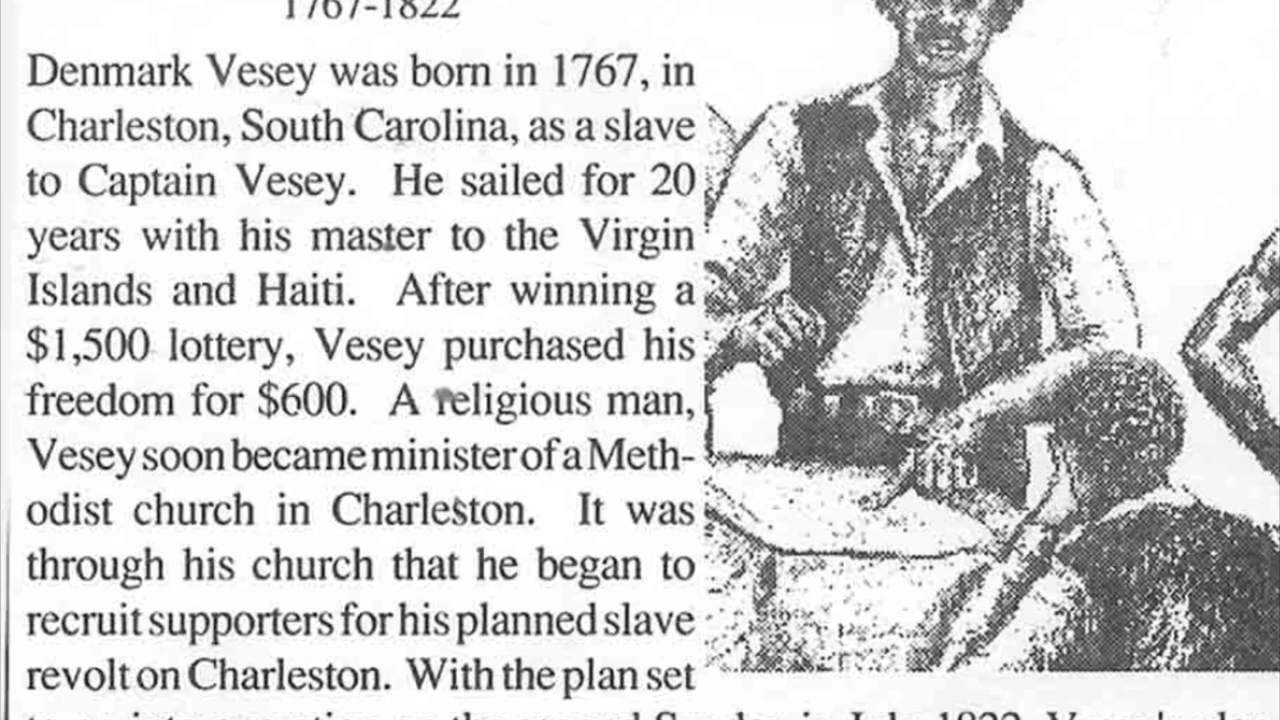 1767-1822
Denmark Vesey was born in 1767, in
Charleston, South Carolina, as a slave
to Captain Vesey. He sailed for 20
years with his master to the Virgin
Islands and Haiti. After winning a
$1,500 lottery, Vesey purchased his
freedom for $600. A religious man,
Vesey soon became minister of a Meth-
odist church in Charleston. It was
through his church that he began to
recruit supporters for his planned slave
revolt on Charleston. With the plan set